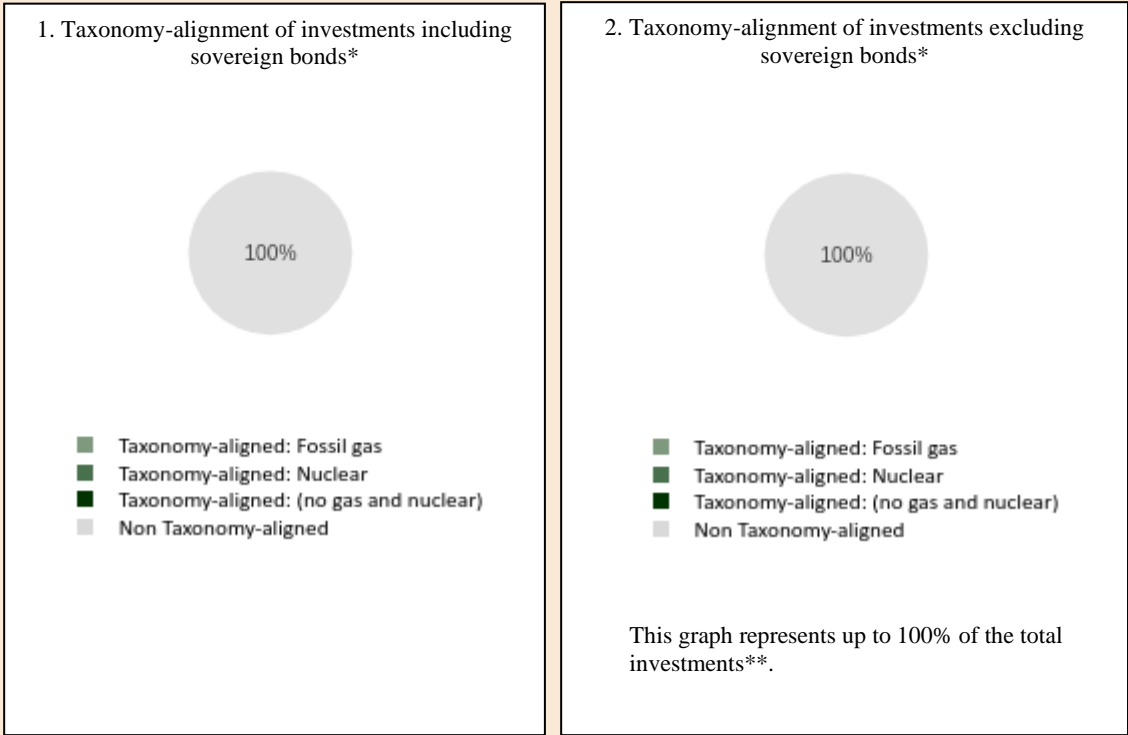 1. Taxonomy-alignment of investments including
sovereign bonds*
100%
Taxonomy-aligned: Fossil gas
Taxonomy-aligned: Nuclear
Taxonomy-aligned: (no gas and nuclear)
Non Taxonomy-aligned
2. Taxonomy-alignment of investments excluding
sovereign bonds*
100%
Taxonomy-aligned: Fossil gas
Taxonomy-aligned: Nuclear
Taxonomy-aligned: (no gas and nuclear)
Non Taxonomy-aligned
This graph represents up to 100% of the total
investments**.